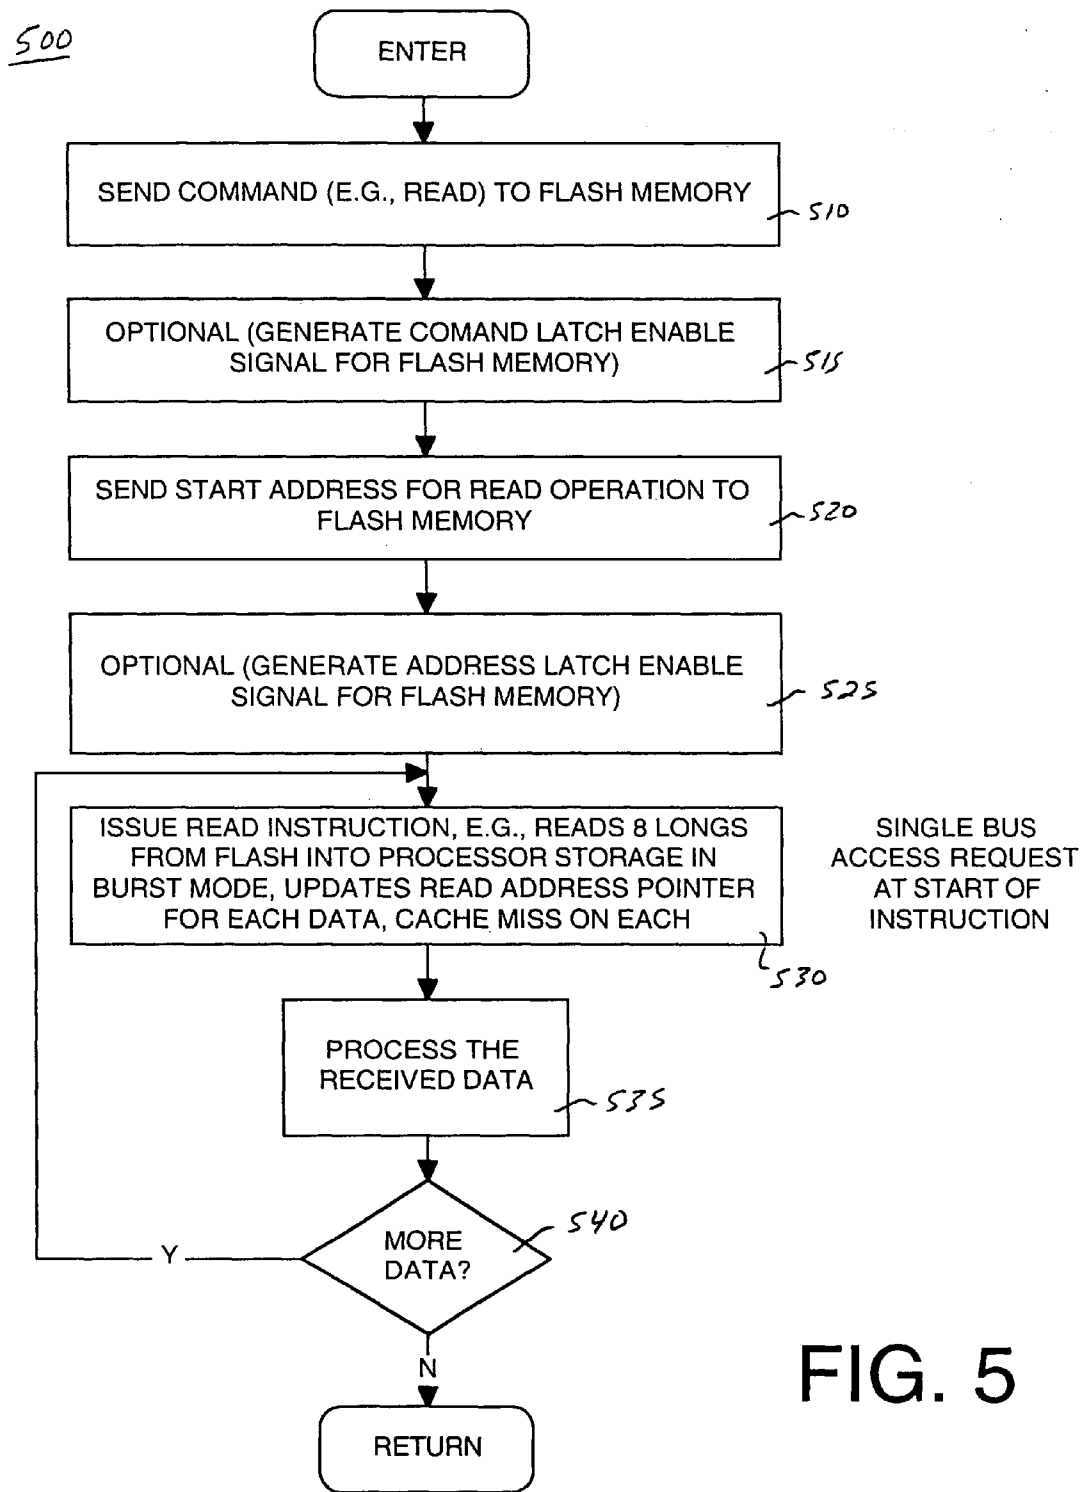 500
ENTER
SEND COMMAND (E.G., READ) TO FLASH MEMORY
510
OPTIONAL (GENERATE COMAND LATCH ENABLE
SIGNAL FOR FLASH MEMORY)
515
SEND START ADDRESS FOR READ OPERATION TO
FLASH MEMORY
520
OPTIONAL (GENERATE ADDRESS LATCH ENABLE
SIGNAL FOR FLASH MEMORY)
525
ISSUE READ INSTRUCTION, E.G., READS 8 LONGS
FROM FLASH INTO PROCESSOR STORAGE IN
BURST MODE, UPDATES READ ADDRESS POINTER
FOR EACH DATA, CACHE MISS ON EACH
530
SINGLE BUS
ACCESS REQUEST
AT START OF
INSTRUCTION
PROCESS THE
RECEIVED DATA
535
MORE
DATA?
540
Y
N
RETURN
FIG. 5